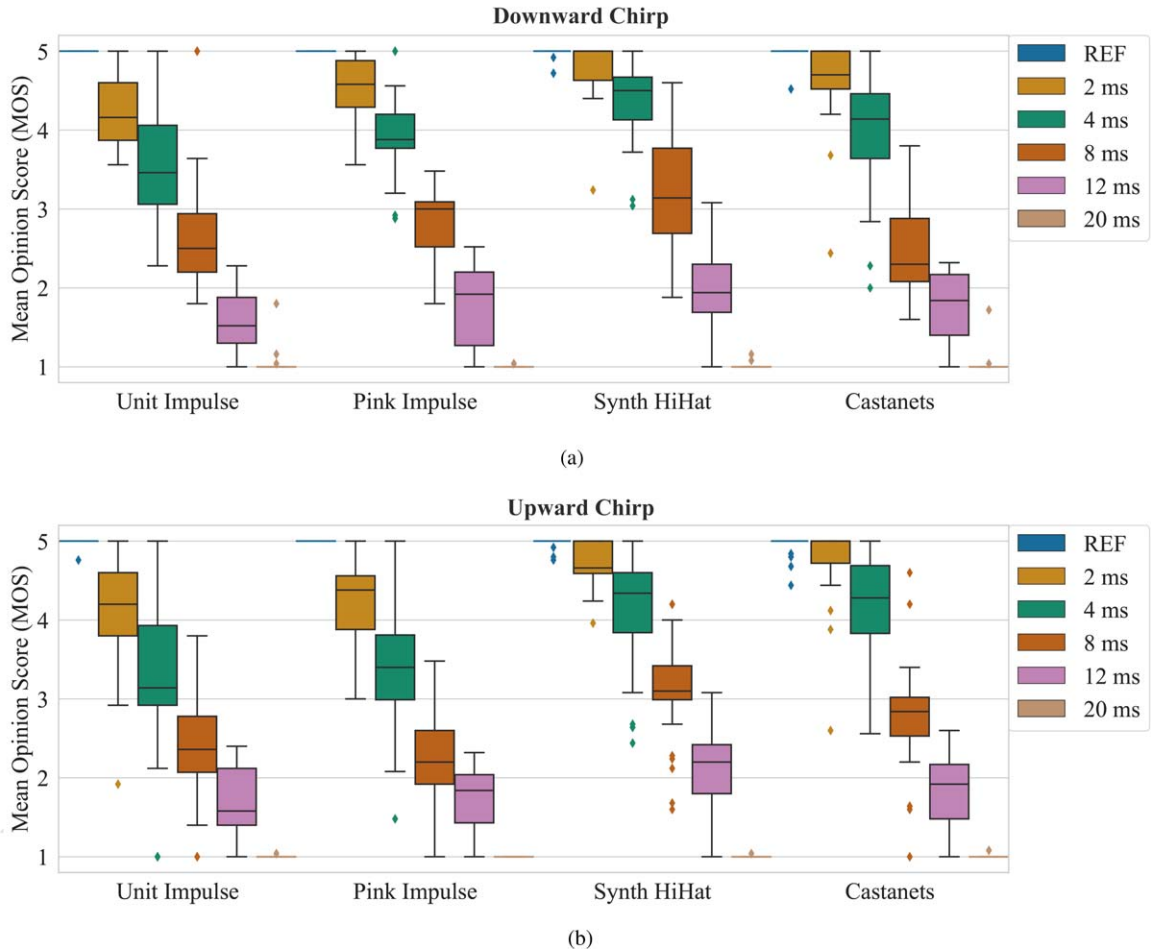 Downward Chirp
Mean Opinion Score (MOS)
5
4
3
2
1
Unit Impulse Pink Impulse Synth HiHat Castanets
REF
2 ms
4 ms
8 ms
12 ms
20 ms
(a)
Upward Chirp
Mean Opinion Score (MOS)
5
4
3
2
1
Unit Impulse Pink Impulse Synth HiHat Castanets
REF
2 ms
4 ms
8 ms
12 ms
20 ms
(b)